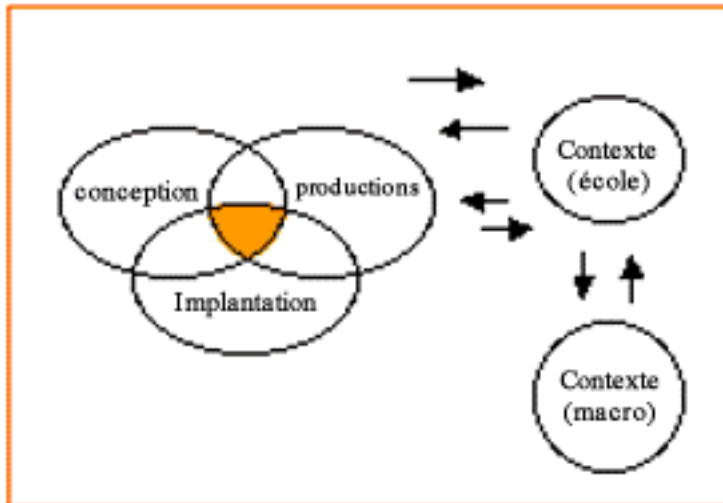 conception
productions
Implantation
Contexte
(école)
Contexte
(macro)